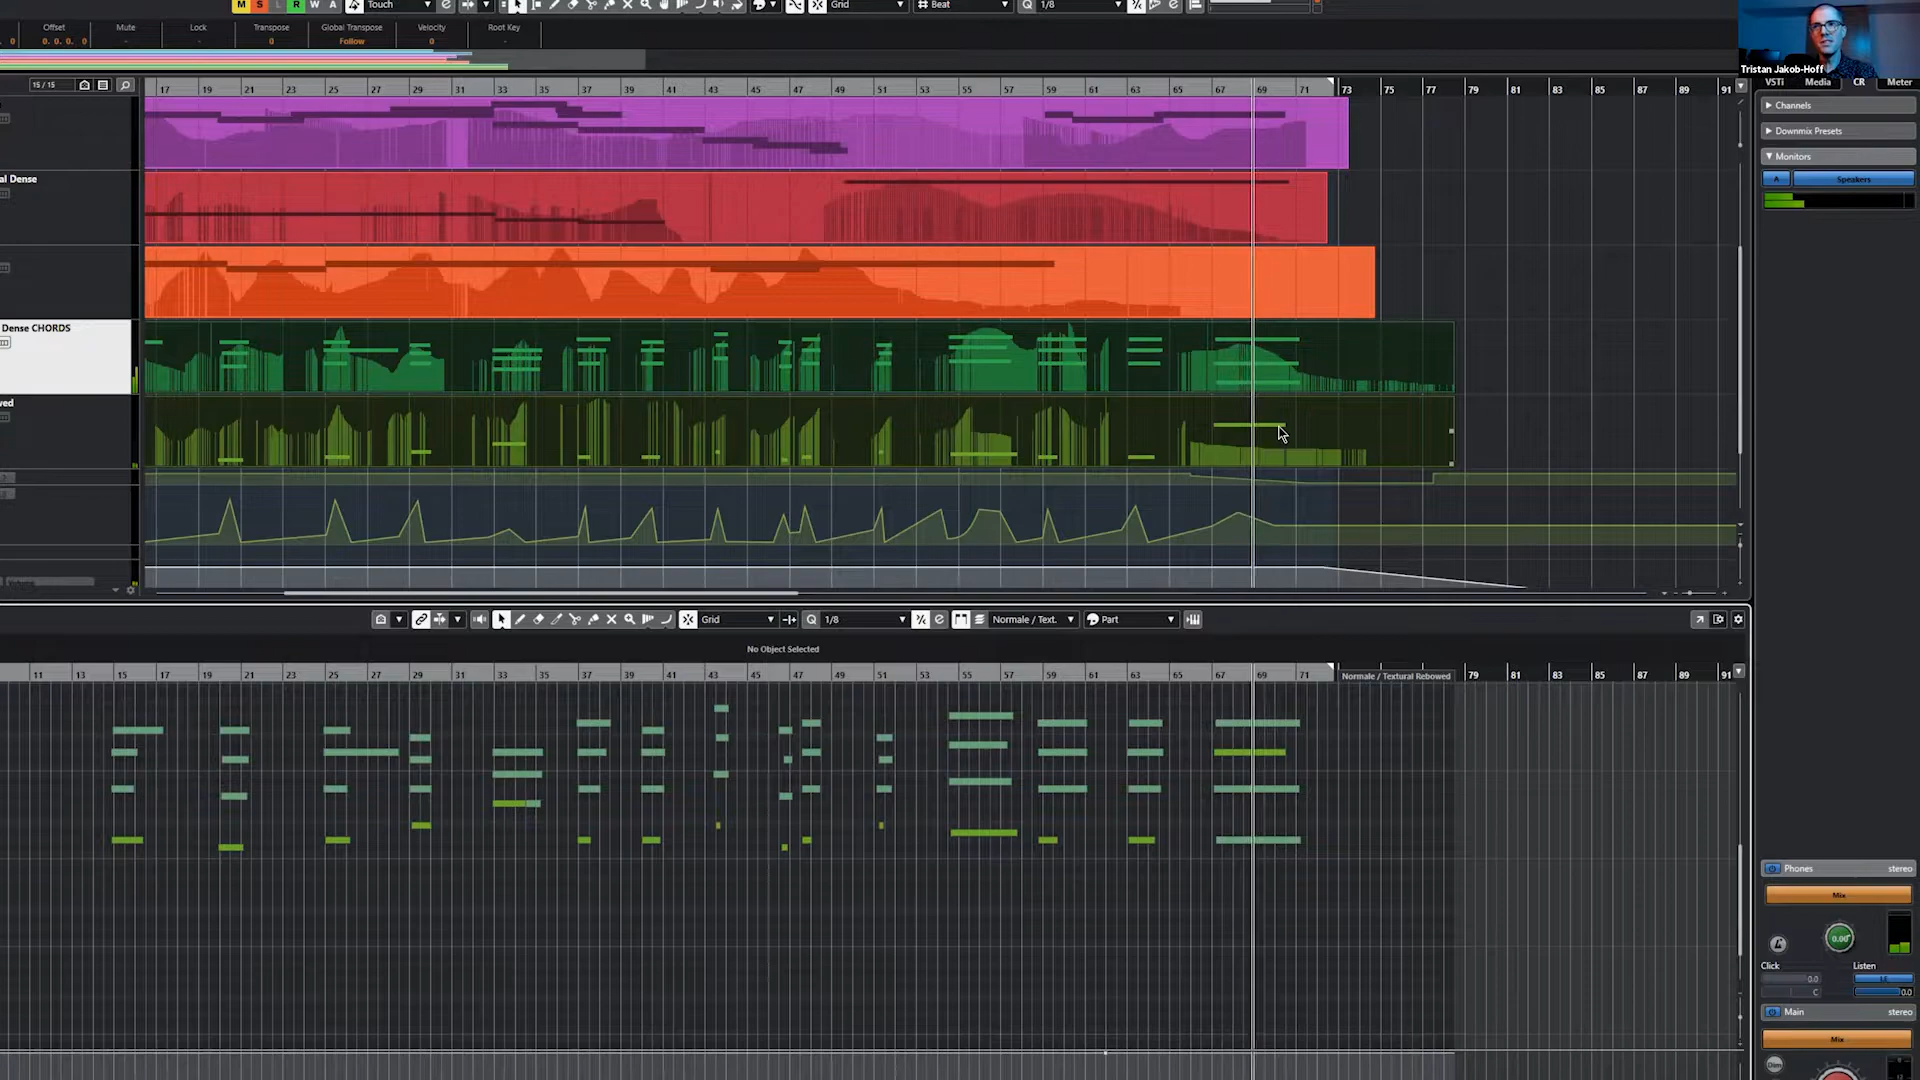 M S L R W A Touch Grid Beat Q 1/8
Offset Mute Lock Transpose Global Transpose Velocity Root Key
0 0. 0. 0. 0 - - 0 Follow 0 -
Tristan Jakob-Hoff
VSTi Media CR Meter
15 / 15
17 19 21 23 25 27 29 31 33 35 37 39 41 43 45 47 49 51 53 55 57 59 61 63 65 67 69 71 73 75 77 79 81 83 85 87 89 91
Channels
Downmix Presets
Monitors
A Speakers
al Dense
Dense CHORDS
wed
Volume
Grid Q 1/8 Normale / Text. Part
No Object Selected
11 13 15 17 19 21 23 25 27 29 31 33 35 37 39 41 43 45 47 49 51 53 55 57 59 61 63 65 67 69 71 Normale / Textural Rebowed 79 81 83 85 87 89 91
Phones stereo
Mix
0.00
Click Listen
0.0 LE
C 0.0
Main stereo
Mix
Dim